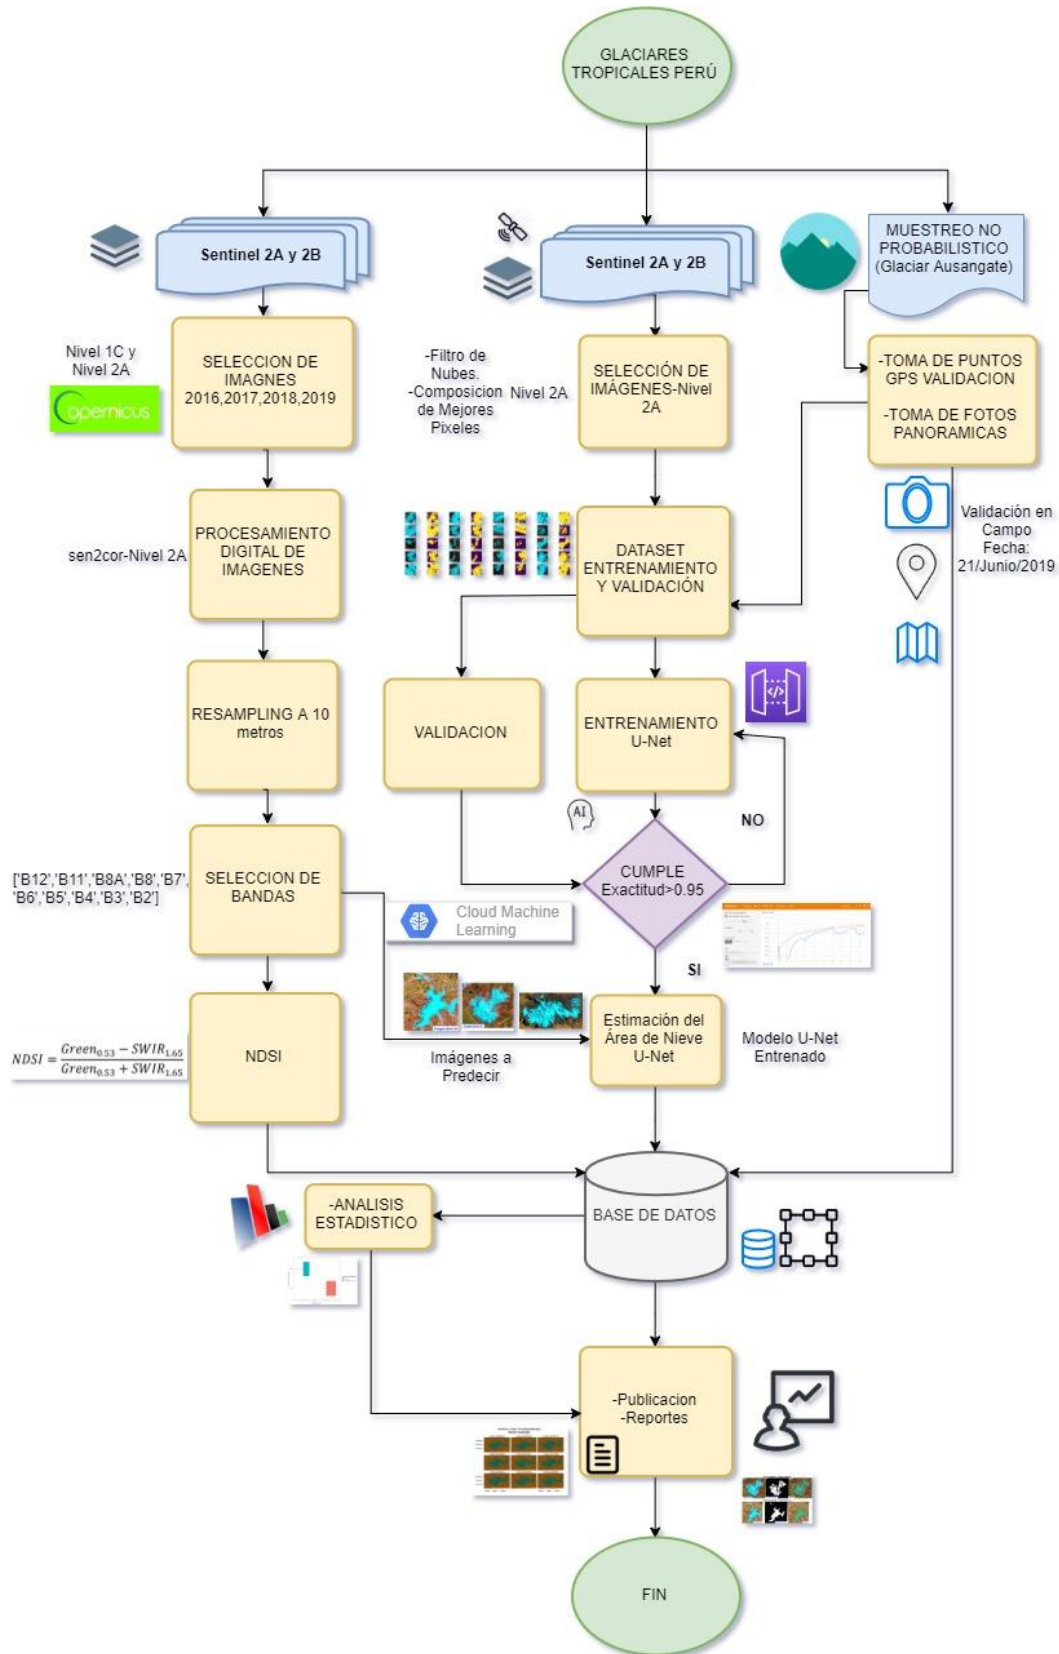 GLACIARES
TROPICALES PERÚ
Sentinel 2A y 2B
Sentinel 2A y 2B
MUESTREO NO
PROBABILISTICO
(Glaciar Ausangate)
Nivel 1C y
Nivel 2A
opernicus
SELECCION DE
IMAGNES
2016,2017,2018,2019
-Filtro de
Nubes.
-Composicion
de Mejores
Pixeles
Nivel 2A
SELECCIÓN DE
IMÁGENES-Nivel
2A
-TOMA DE PUNTOS
GPS VALIDACION
-TOMA DE FOTOS
PANORAMICAS
sen2cor-Nivel 2A
PROCESAMIENTO
DIGITAL DE
IMAGENES
DATASET
ENTRENAMIENTO
Y VALIDACIÓN
Validación en
Campo
Fecha:
21/Junio/2019
RESAMPLING A 10
metros
VALIDACION
ENTRENAMIENTO
U-Net
</>
AI
NO
['B12','B11','B8A','B8','B7',
'B6','B5','B4','B3','B2']
SELECCION DE
BANDAS
CUMPLE
Exactitud>0.95
Cloud Machine
Learning
SI
NDSI = Green0.53 − SWIR1.65
Green0.53 + SWIR1.65
NDSI
Imágenes a
Predecir
Estimación del
Área de Nieve
U-Net
Modelo U-Net
Entrenado
-ANALISIS
ESTADISTICO
BASE DE DATOS
-Publicacion
-Reportes
FIN